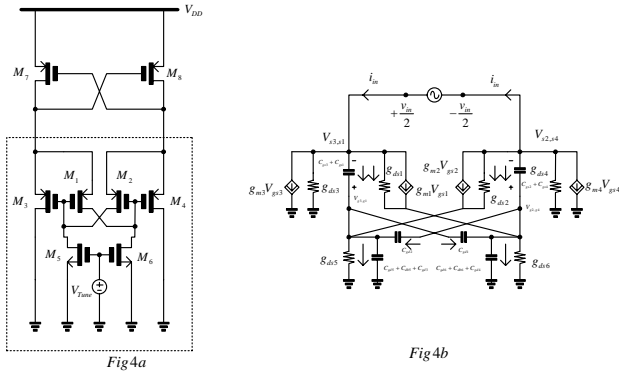 V_DD
M_7
M_8
M_1
M_2
M_3
M_4
M_5
M_6
V_Tune
Fig4a
i_in
i_in
+v_in/2
-v_in/2
V_s3,s1
V_s2,s4
g_m3V_gs3
g_ds3
g_ds1
g_m1V_gs1
g_m2V_gs2
g_ds2
g_ds4
g_m4V_gs4
g_ds5
g_ds6
Fig4b